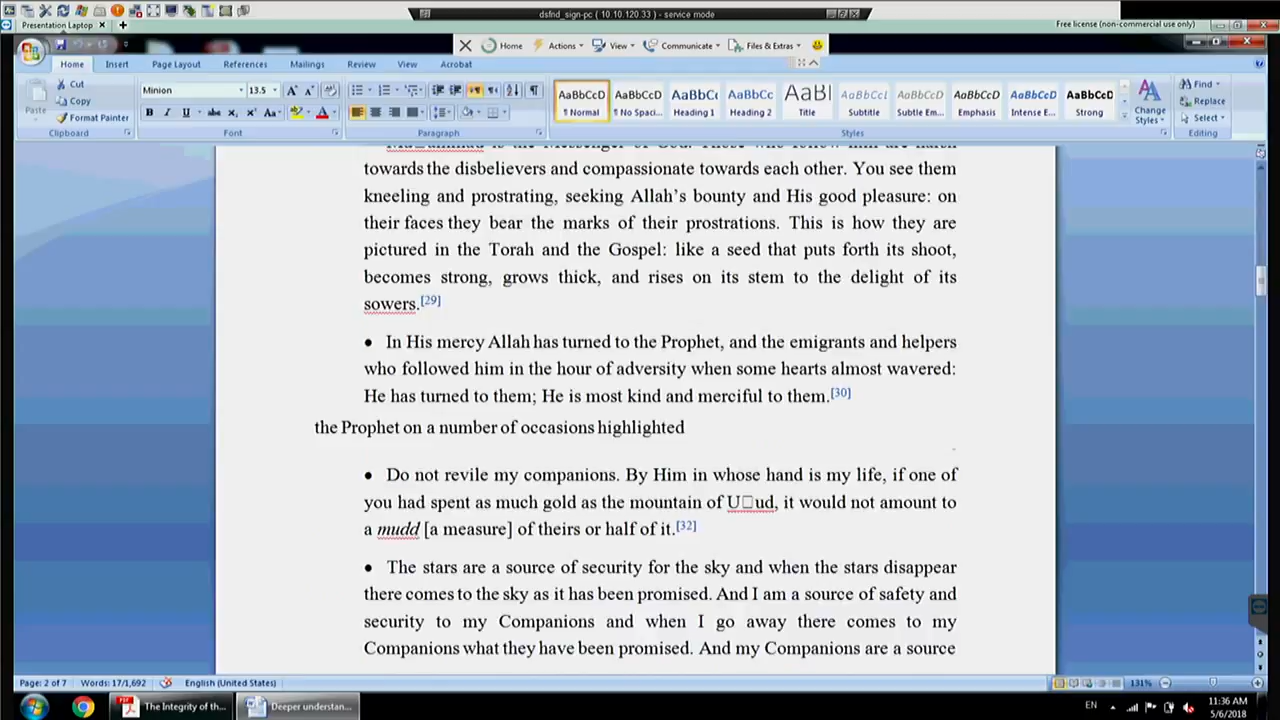 dsfnd_sign-pc ( 10.10.120.33 ) - service mode
Presentation Laptop
Free license (non-commercial use only)
Home Actions View Communicate Files & Extras
Home Insert Page Layout References Mailings Review View Acrobat
Paste
Cut
Copy
Format Painter
Clipboard
Minion 13.5
Font
Paragraph
AaBbCcD AaBbCcD AaBbCc AaBbCc AaBl AaBbCcl AaBbCcD AaBbCcD AaBbCcD AaBbCcD
¶ Normal ¶ No Spaci... Heading 1 Heading 2 Title Subtitle Subtle Em... Emphasis Intense E... Strong
Change Styles
Styles
Find
Replace
Select
Editing
is the Messenger of God. Those who follow him are harsh
towards the disbelievers and compassionate towards each other. You see them
kneeling and prostrating, seeking Allah’s bounty and His good pleasure: on
their faces they bear the marks of their prostrations. This is how they are
pictured in the Torah and the Gospel: like a seed that puts forth its shoot,
becomes strong, grows thick, and rises on its stem to the delight of its
sowers.[29]
• In His mercy Allah has turned to the Prophet, and the emigrants and helpers
who followed him in the hour of adversity when some hearts almost wavered:
He has turned to them; He is most kind and merciful to them.[30]
the Prophet on a number of occasions highlighted
• Do not revile my companions. By Him in whose hand is my life, if one of
you had spent as much gold as the mountain of U□ud, it would not amount to
a mudd [a measure] of theirs or half of it.[32]
• The stars are a source of security for the sky and when the stars disappear
there comes to the sky as it has been promised. And I am a source of safety and
security to my Companions and when I go away there comes to my
Companions what they have been promised. And my Companions are a source
Page: 2 of 7 Words: 17/1,692 English (United States) 131%
The Integrity of th... Deeper understan... EN 11:36 AM
5/6/2018